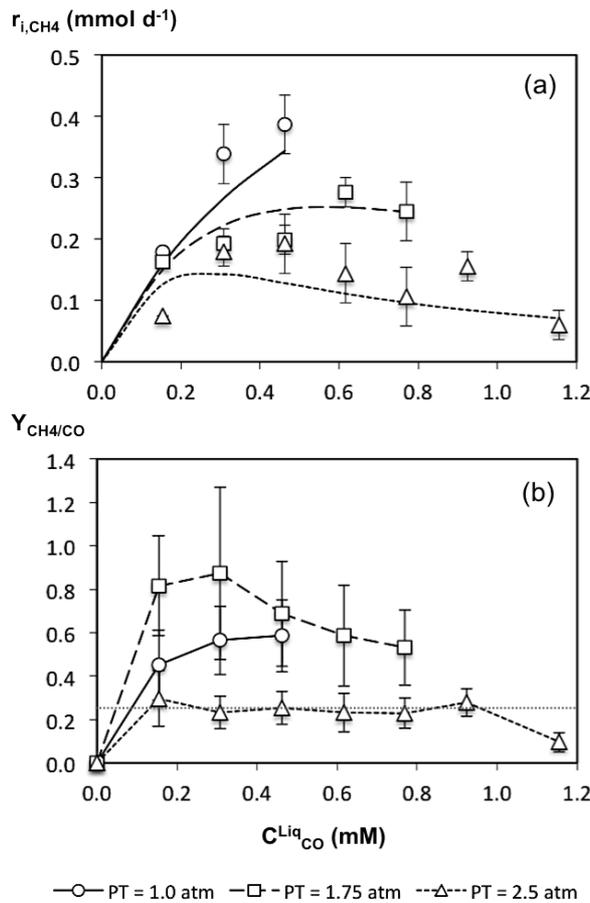 r i,CH4 (mmol d-1)
0.5
(a)
0.4
0.3
0.2
0.1
0.0
0.0 0.2 0.4 0.6 0.8 1.0 1.2
Y CH4/CO
1.4
(b)
1.2
1.0
0.8
0.6
0.4
0.2
0.0
0.0 0.2 0.4 0.6 0.8 1.0 1.2
C Liq CO (mM)
PT = 1.0 atm PT = 1.75 atm PT = 2.5 atm